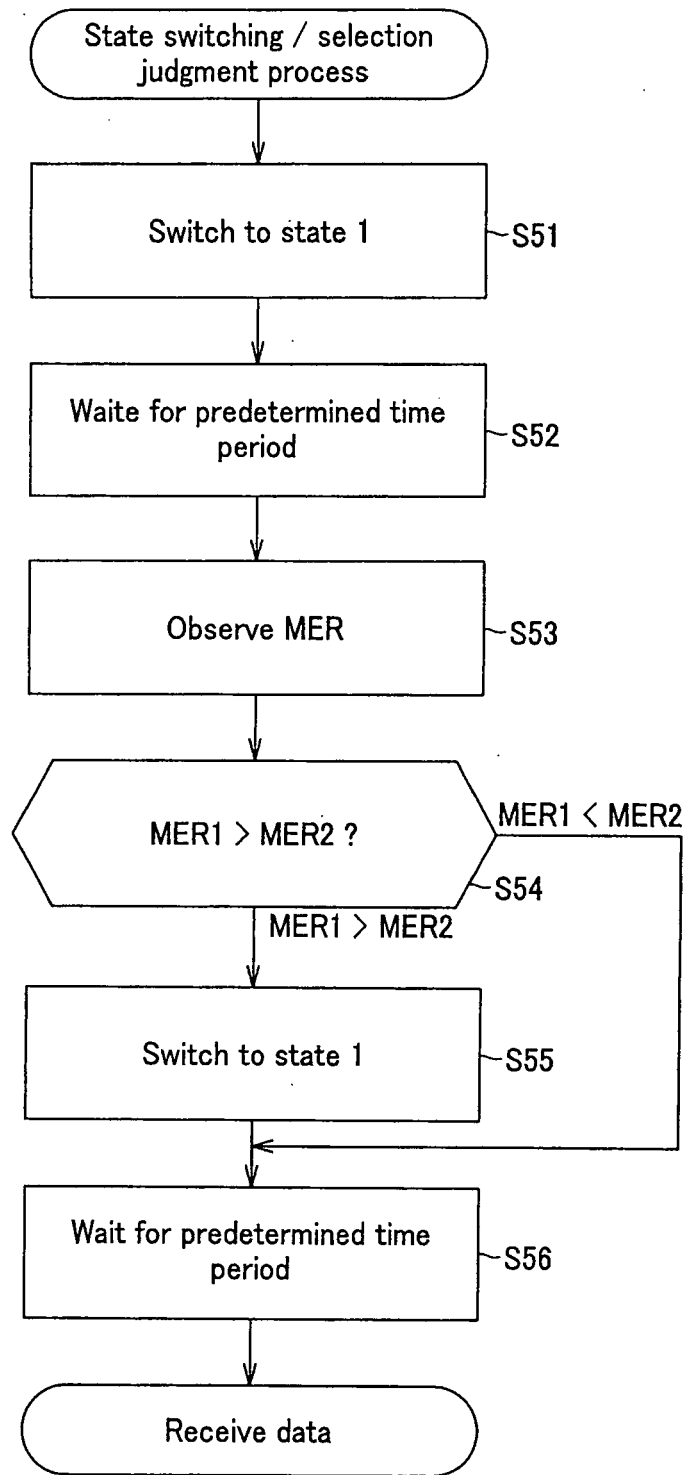 State switching / selection
judgment process
Switch to state 1
S51
Waite for predetermined time
period
S52
Observe MER
S53
MER1 > MER2 ?
MER1 < MER2
S54
MER1 > MER2
Switch to state 1
S55
Wait for predetermined time
period
S56
Receive data